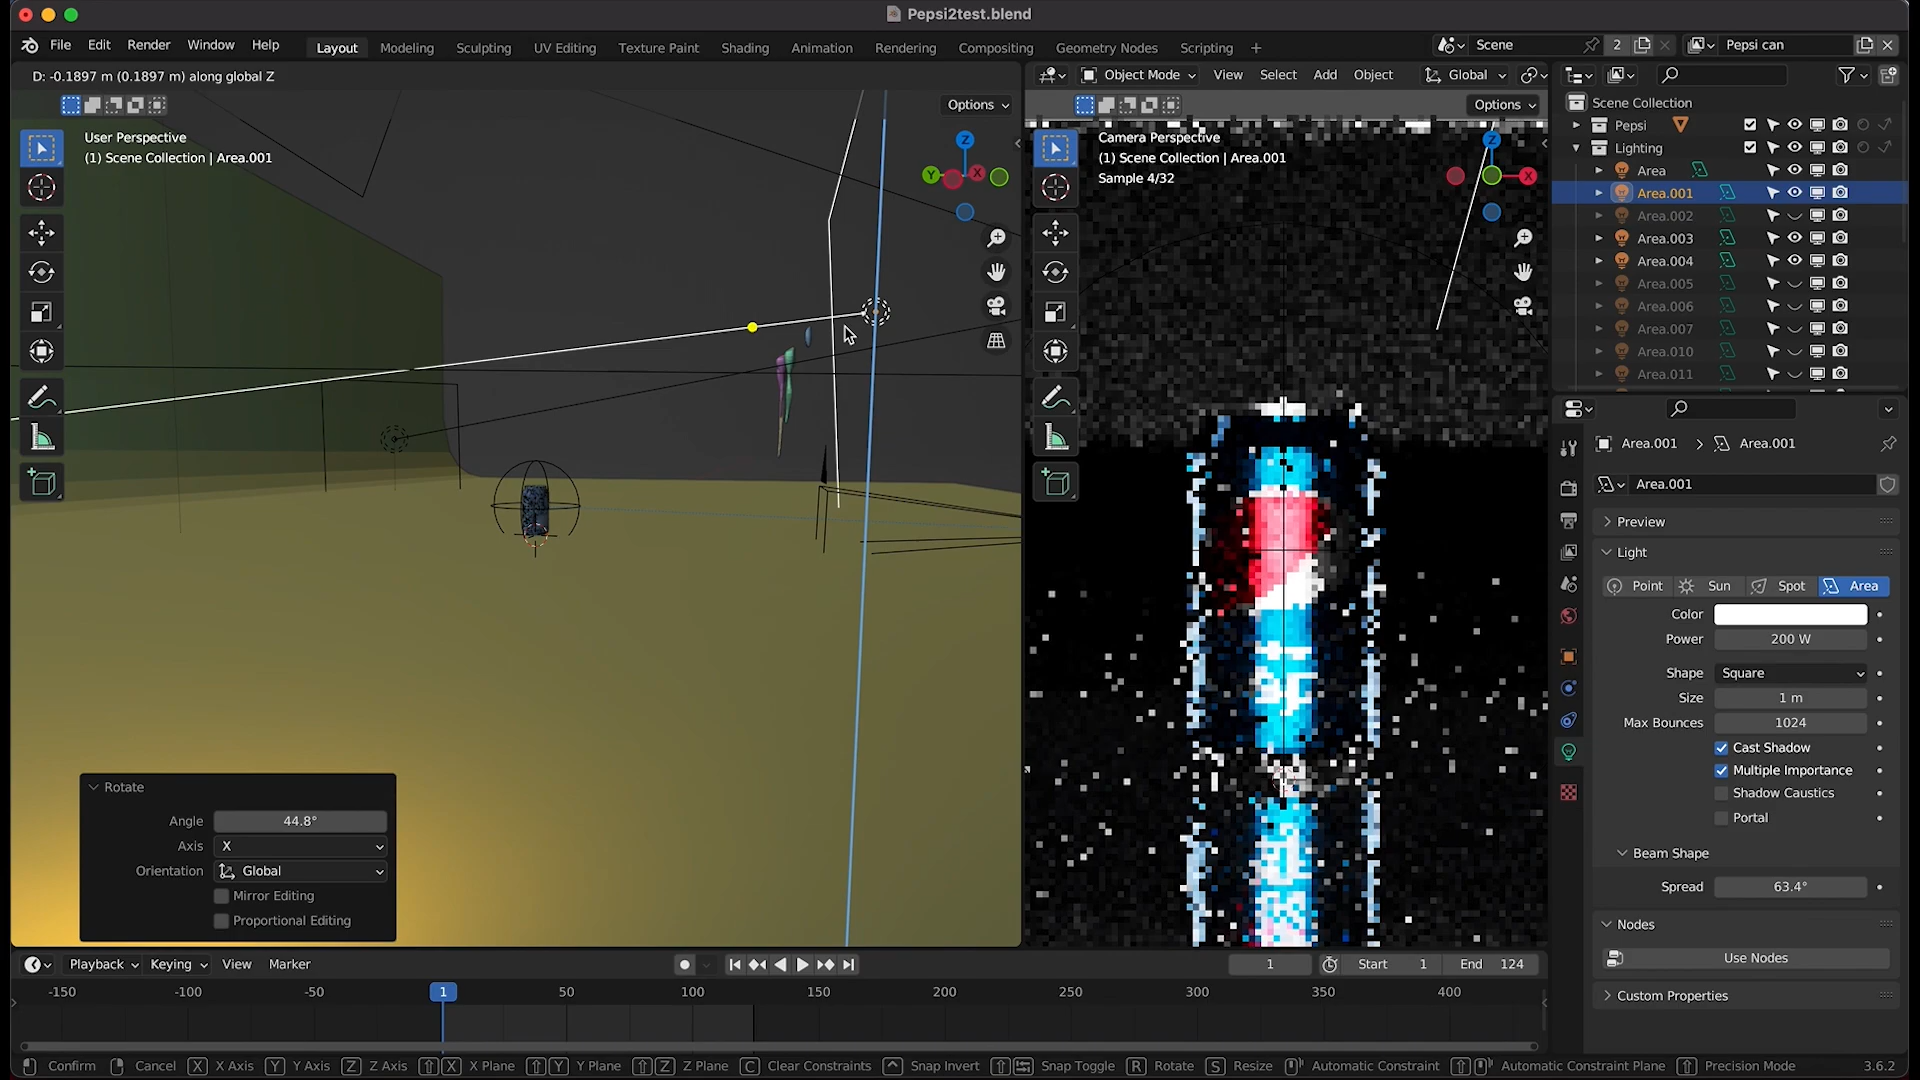 Pepsi2test.blend
File Edit Render Window Help
Layout Modeling Sculpting UV Editing Texture Paint Shading Animation Rendering Compositing Geometry Nodes Scripting +
Scene 2 Pepsi can
D: -0.1897 m (0.1897 m) along global Z
Object Mode View Select Add Object Global
Options
Options
User Perspective
(1) Scene Collection | Area.001
Z
Y
X
Camera Perspective
(1) Scene Collection | Area.001
Sample 4/32
Z
X
Scene Collection
Pepsi
Lighting
Area
Area.001
Area.002
Area.003
Area.004
Area.005
Area.006
Area.007
Area.010
Area.011
Area.001 > Area.001
Area.001
Preview
Light
Point Sun Spot Area
Color
Power 200 W
Shape Square
Size 1 m
Max Bounces 1024
Cast Shadow
Multiple Importance
Shadow Caustics
Portal
Beam Shape
Spread 63.4°
Nodes
Use Nodes
Custom Properties
Rotate
Angle 44.8°
Axis X
Orientation Global
Mirror Editing
Proportional Editing
Playback Keying View Marker
1 Start 1 End 124
-150 -100 -50 1 50 100 150 200 250 300 350 400
Confirm Cancel X X Axis Y Y Axis Z Z Axis X X Plane Y Y Plane Z Z Plane C Clear Constraints Snap Invert Snap Toggle R Rotate S Resize Automatic Constraint Automatic Constraint Plane Precision Mode 3.6.2